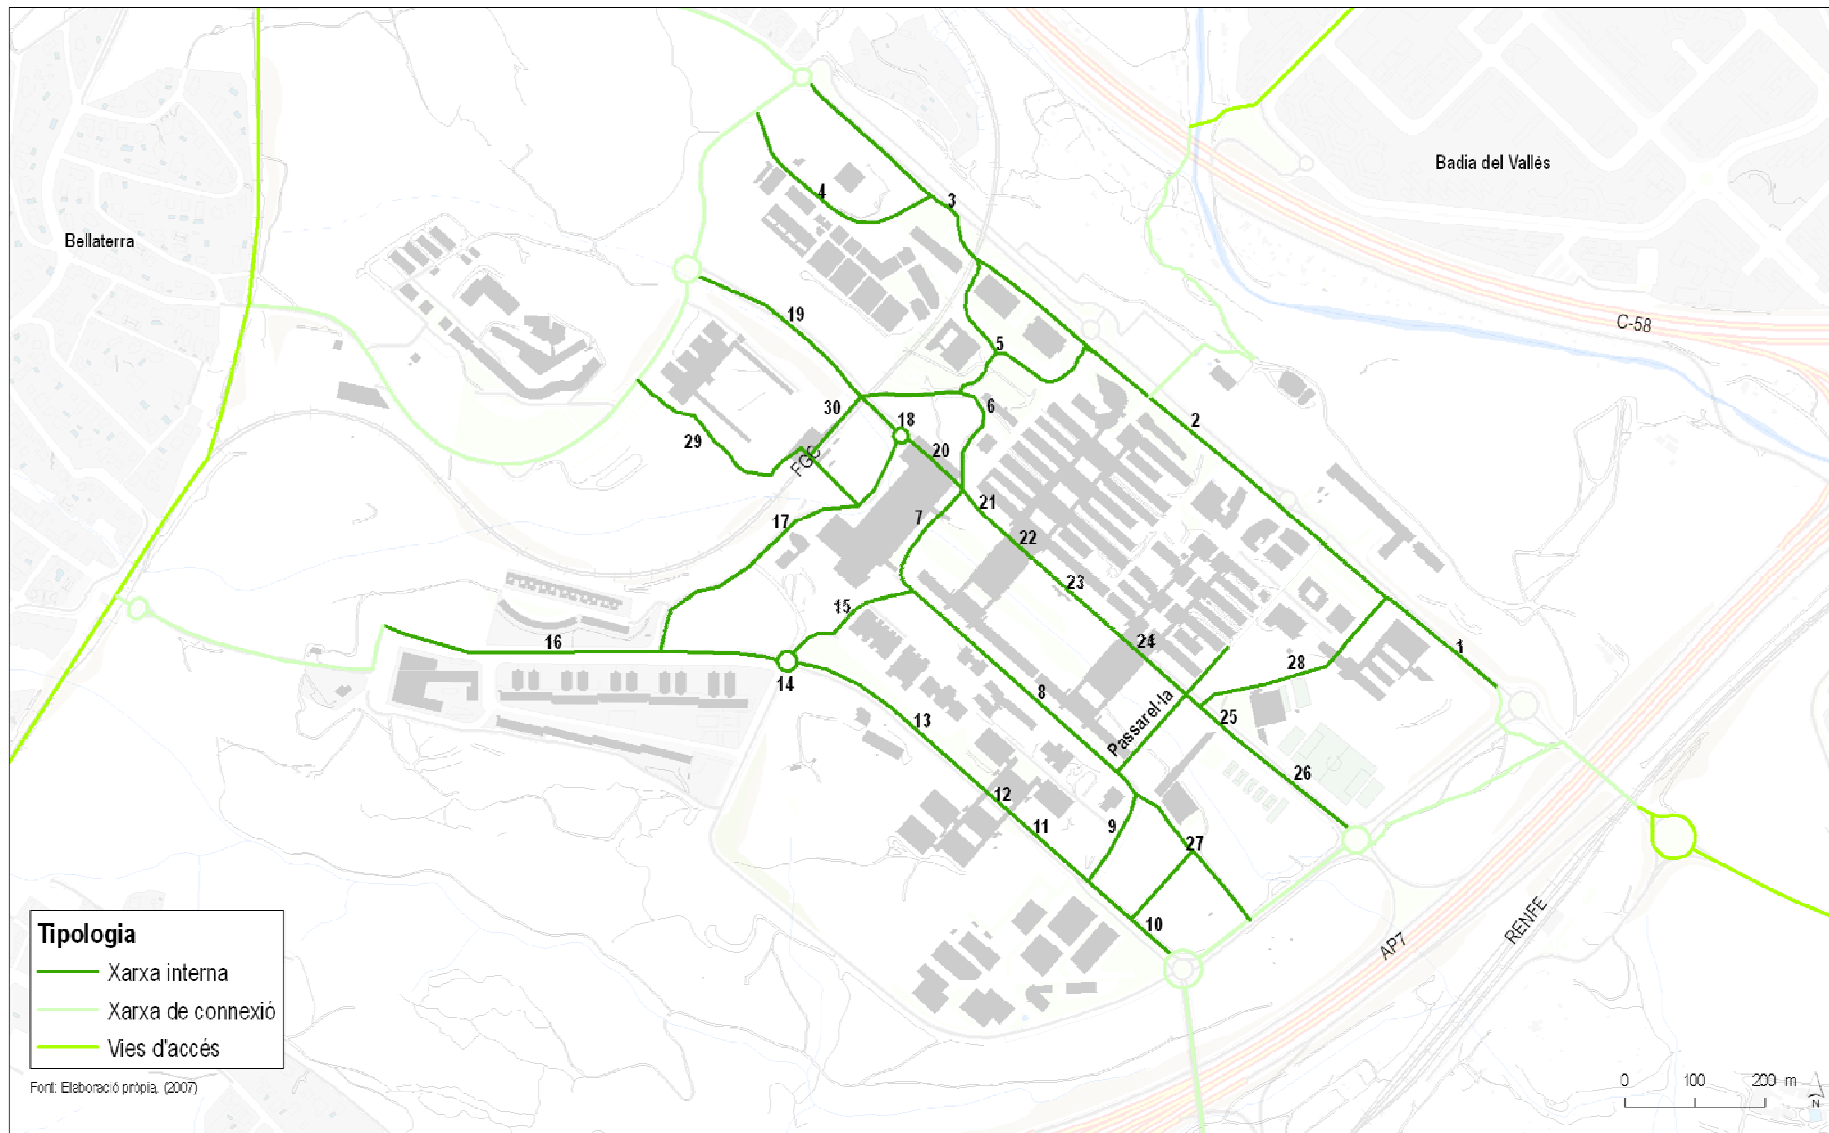 Badia del Vallés
Bellaterra
4
3
19
C-58
5
30
6
2
29
18
20
FGC
21
7
17
22
23
15
16
24
1
28
14
8
Passarel·la
13
25
26
12
11
9
27
10
RENFE
AP7
Tipologia
Xarxa interna
Xarxa de connexió
Vies d'accés
Font: Elaboració pròpia. (2007)
0 100 200 m
N